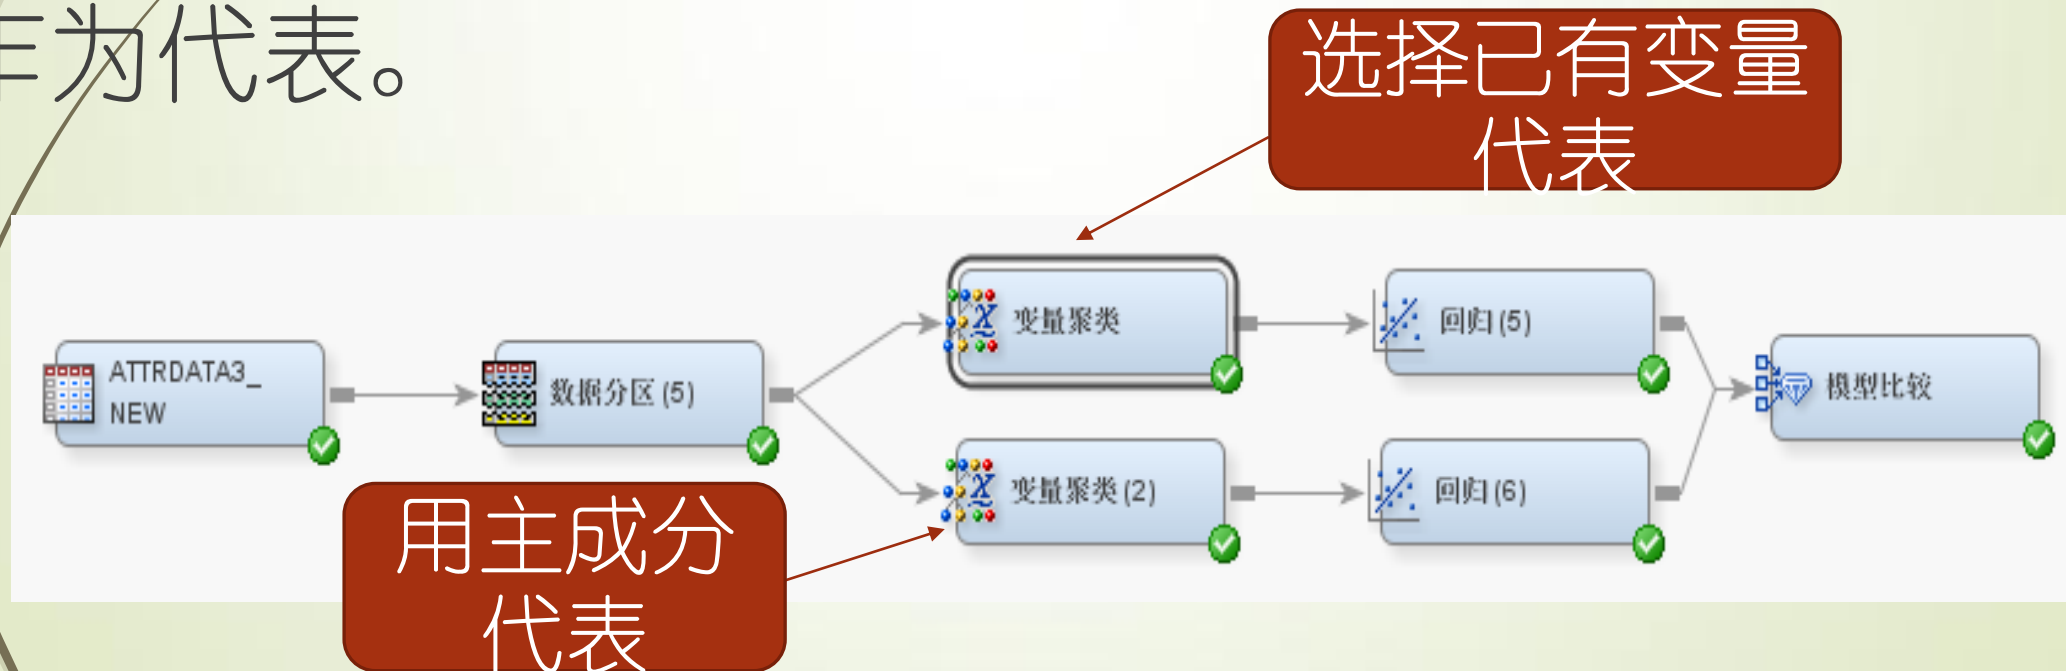 作为代表。
选择已有变量
代表
ATTRDATA3_
NEW
数据分区 (5)
变量聚类
回归 (5)
模型比较
变量聚类 (2)
回归 (6)
用主成分
代表